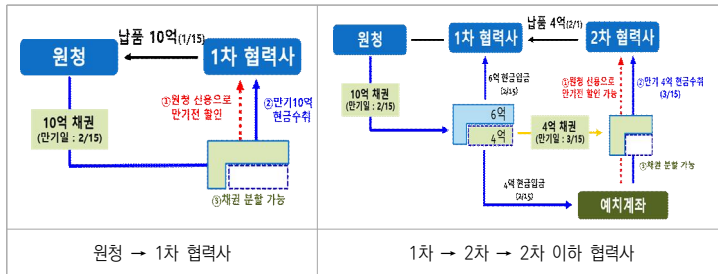 납품 10억(1/15)
원청
1차 협력사
10억 채권
(만기일 : 2/15)
①원청 신용으로
만기전 할인
②만기10억
현금수취
③채권 분할 가능
원청 → 1차 협력사
납품 4억(2/1)
원청
1차 협력사
2차 협력사
10억 채권
(만기일 : 2/15)
6억 현금입금
(2/15)
①원청 신용으로
만기전 할인 가능
②만기 4억 현금수취
(3/15)
6억
4억
4억 채권
(만기일 : 3/15)
③채권 분할 가능
4억 현금입금
(2/15)
예치계좌
1차 → 2차 → 2차 이하 협력사